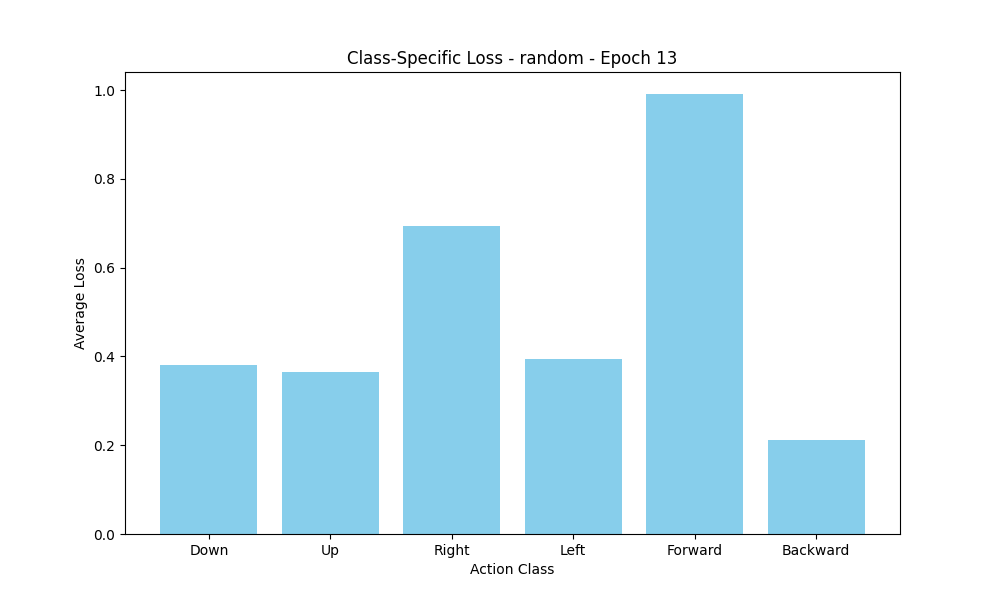 Class-Specific Loss - random - Epoch 13
1.0
0.8
0.6
0.4
0.2
0.0
Average Loss
Down Up Right Left Forward Backward
Action Class